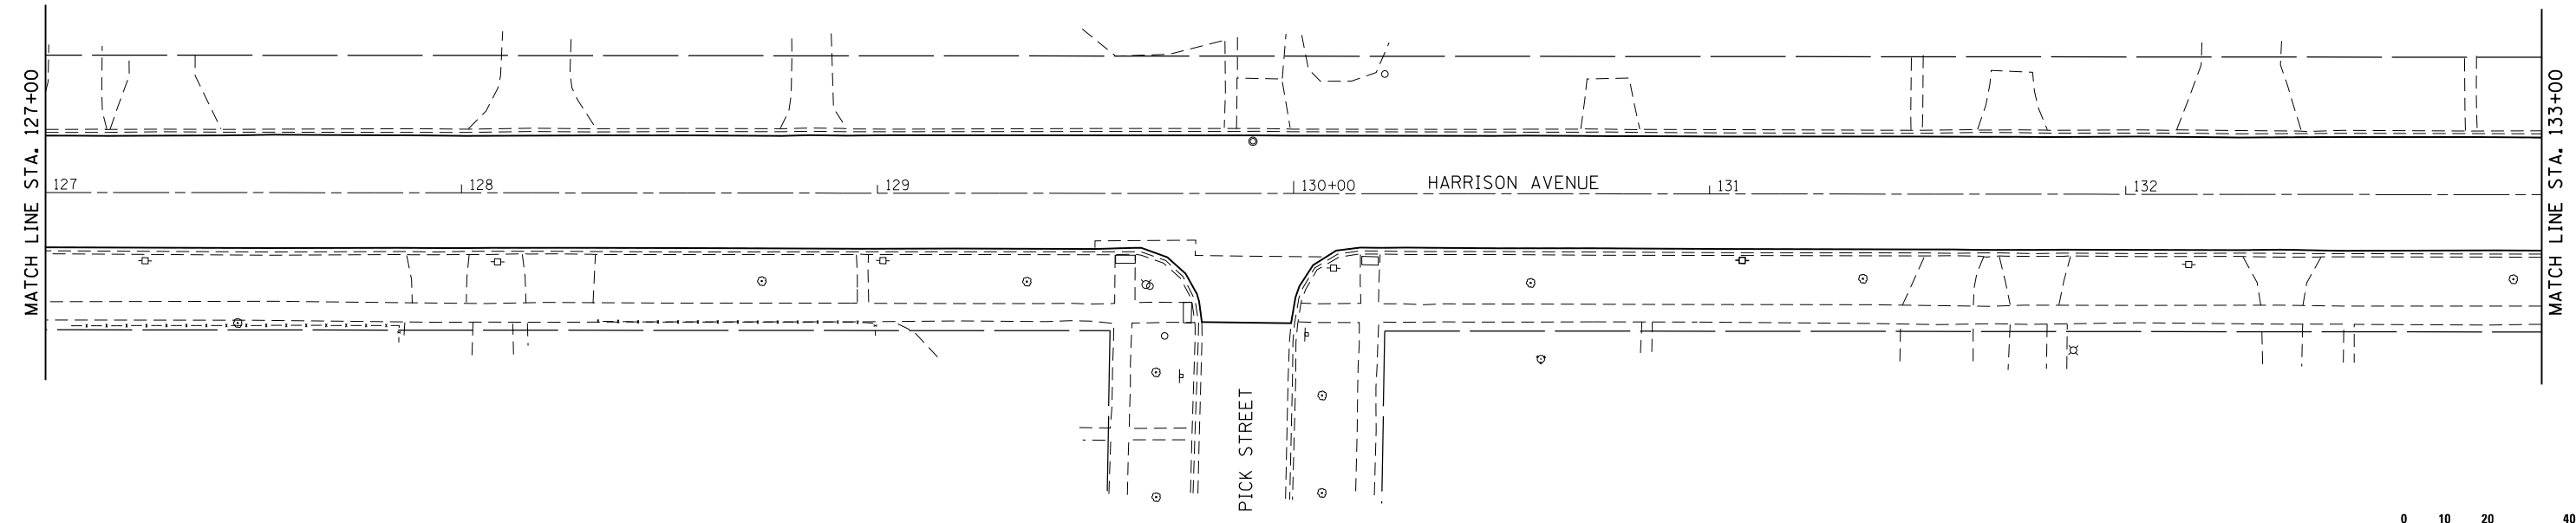 MATCH LINE STA. 127+00
127
128
129
130+00
HARRISON AVENUE
131
132
MATCH LINE STA. 133+00
PICK STREET
0 10 20 40